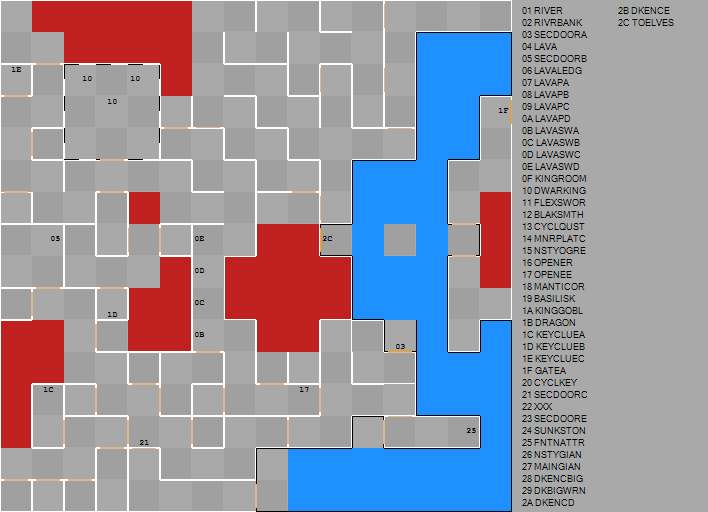 01 RIVER 2B DKENCE
02 RIVRBANK 2C TOELVES
03 SECDOORA
04 LAVA
05 SECDOORB
06 LAVALEDG
07 LAVAPA
08 LAVAPB
09 LAVAPC
0A LAVAPD
0B LAVASWA
0C LAVASWB
0D LAVASWC
0E LAVASWD
0F KINGROOM
10 DWARKING
11 FLEXSWOR
12 BLAKSMTH
13 CYCLQUST
14 MNRPLATC
15 NSTYOGRE
16 OPENER
17 OPENEE
18 MANTICOR
19 BASILISK
1A KINGGOBL
1B DRAGON
1C KEYCLUEA
1D KEYCLUEB
1E KEYCLUEC
1F GATEA
20 CYCLKEY
21 SECDOORC
22 XXX
23 SECDOORE
24 SUNKSTON
25 FNTNATTR
26 NSTYGIAN
27 MAINGIAN
28 DKENCBIG
29 DKBIGWRN
2A DKENCD
1E
10 10
10
1F
05 0E 2C
0D
0C
1D
0B
03
1C 17
23
21